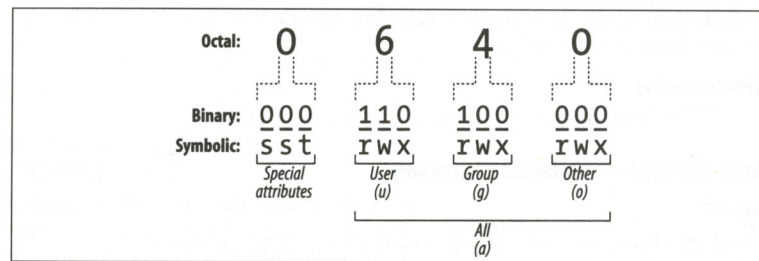 Octal: 0 6 4 0
Binary: 000 110 100 000
Symbolic: sst rwx rwx rwx
Special attributes User (u) Group (g) Other (o)
All
(a)